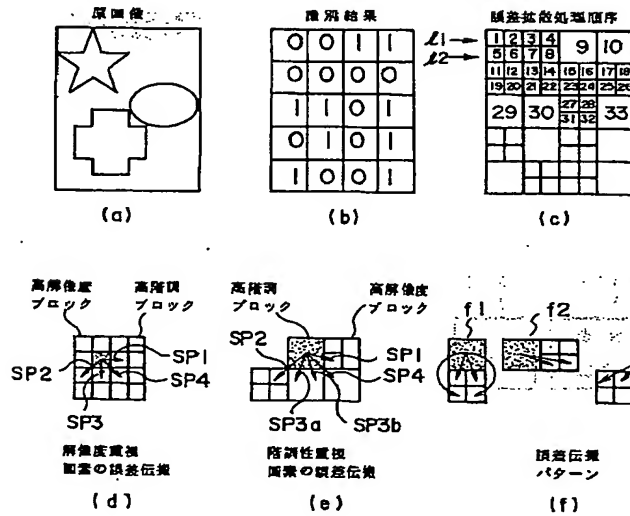 原画像
識別結果
誤差拡散処理順序
0 0 1 1
0 0 0 0
1 1 0 1
0 1 0 1
1 0 0 1
ℓ1→ 1 2 3 4 9 10
ℓ2→ 5 6 7 8
11 12 13 14 15 16 17 18
19 20 21 22 23 24 25 26
29 30 27 28 33
31 32
(a)
(b)
(c)
高解像度
ブロック
高階調
ブロック
SP1
SP2
SP4
SP3
解像度重視
画素の誤差伝搬
(d)
高階調
ブロック
高解像度
ブロック
SP2
SP1
SP4
SP3a SP3b
階調性重視
画素の誤差伝搬
(e)
f1
f2
誤差伝搬
パターン
(f)